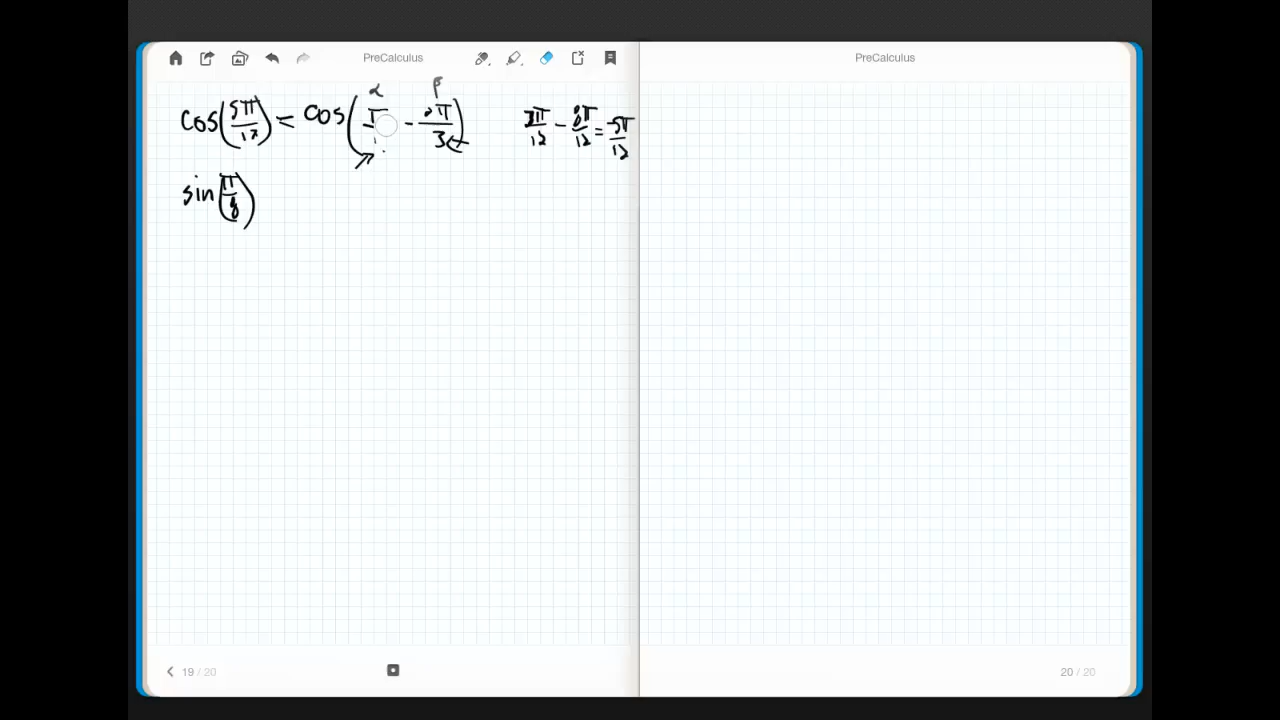 PreCalculus
PreCalculus
α β
cos(5π/12) = cos(π/ - 2π/3) 3π/12 - 8π/12 = -5π/12
sin(π/8)
19 / 20
20 / 20